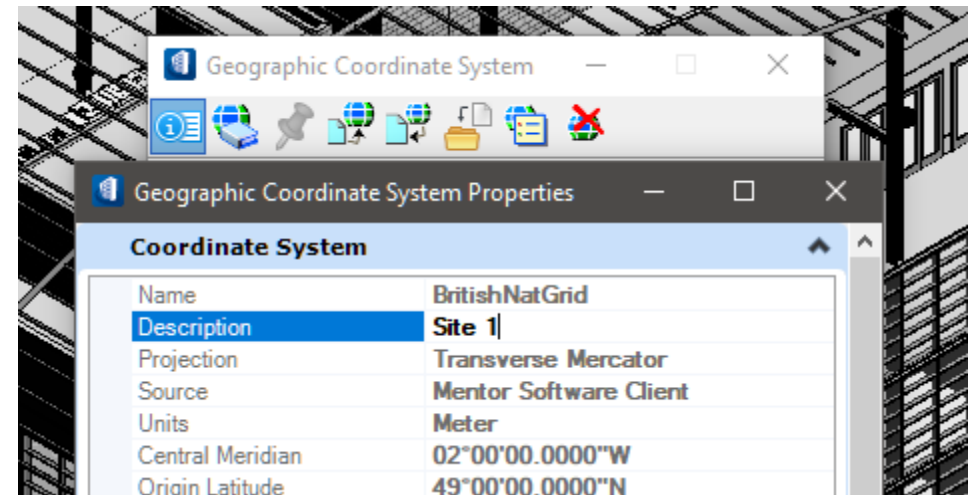 Geographic Coordinate System
Geographic Coordinate System Properties
Coordinate System
Name BritishNatGrid
Description Site 1
Projection Transverse Mercator
Source Mentor Software Client
Units Meter
Central Meridian 02°00'00.0000"W
Origin Latitude 49°00'00.0000"N